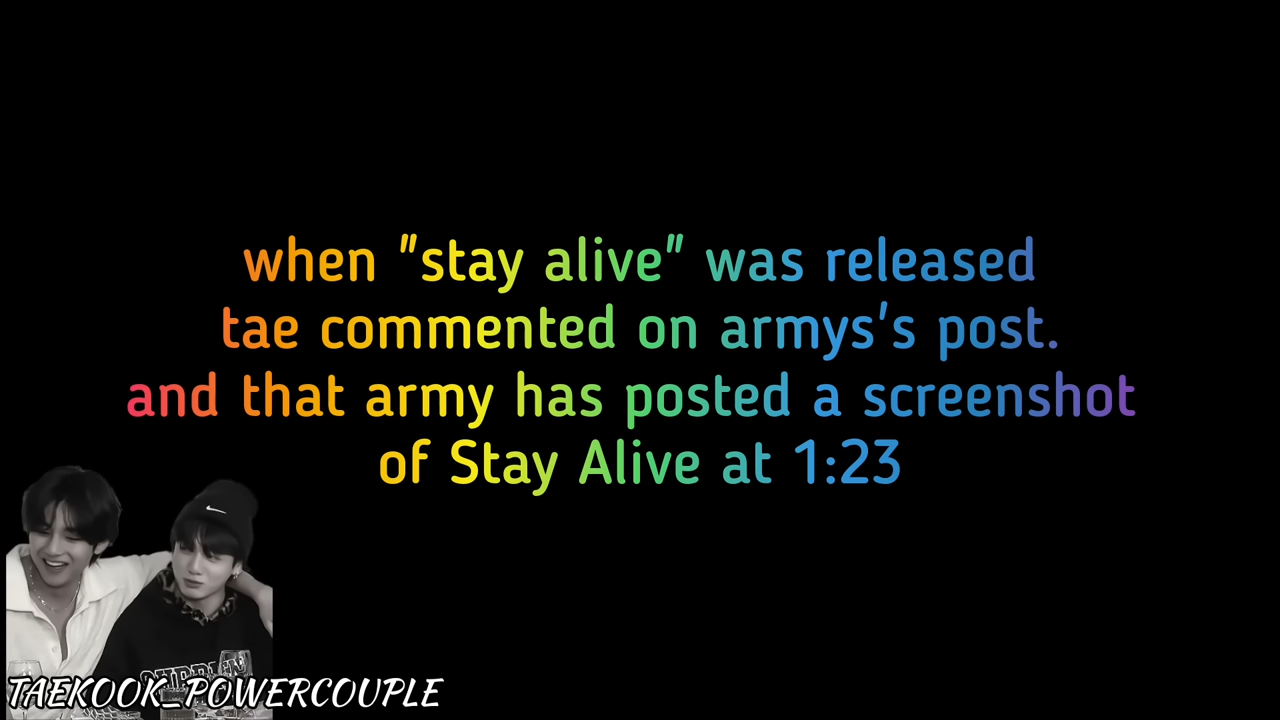 when "stay alive" was released
tae commented on armys's post.
and that army has posted a screenshot
of Stay Alive at 1:23
TAEKOOK_POWERCOUPLE